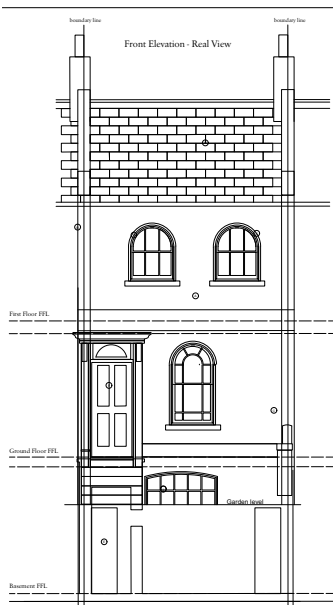 boundary line
boundary line
Front Elevation - Real View
First Floor FFL
Ground Floor FFL
Garden level
Basement FFL